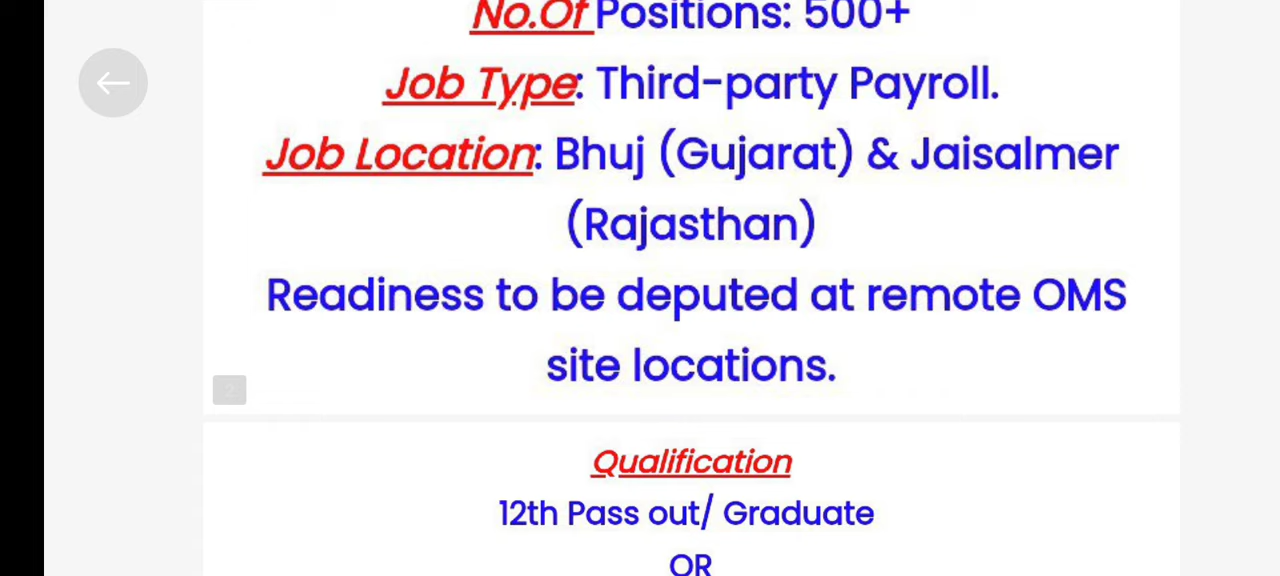 No.Of Positions: 500+
Job Type: Third-party Payroll.
Job Location: Bhuj (Gujarat) & Jaisalmer
(Rajasthan)
Readiness to be deputed at remote OMS
site locations.
2
Qualification
12th Pass out/ Graduate
OR